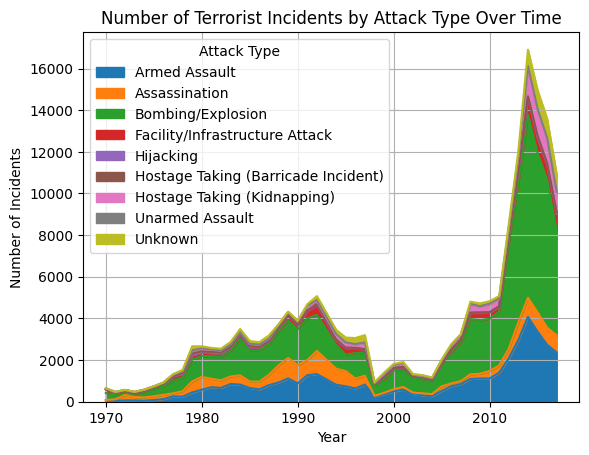 Number of Terrorist Incidents by Attack Type Over Time
Attack Type
Armed Assault
Assassination
Bombing/Explosion
Facility/Infrastructure Attack
Hijacking
Hostage Taking (Barricade Incident)
Hostage Taking (Kidnapping)
Unarmed Assault
Unknown
Number of Incidents
16000
14000
12000
10000
8000
6000
4000
2000
0
1970 1980 1990 2000 2010
Year